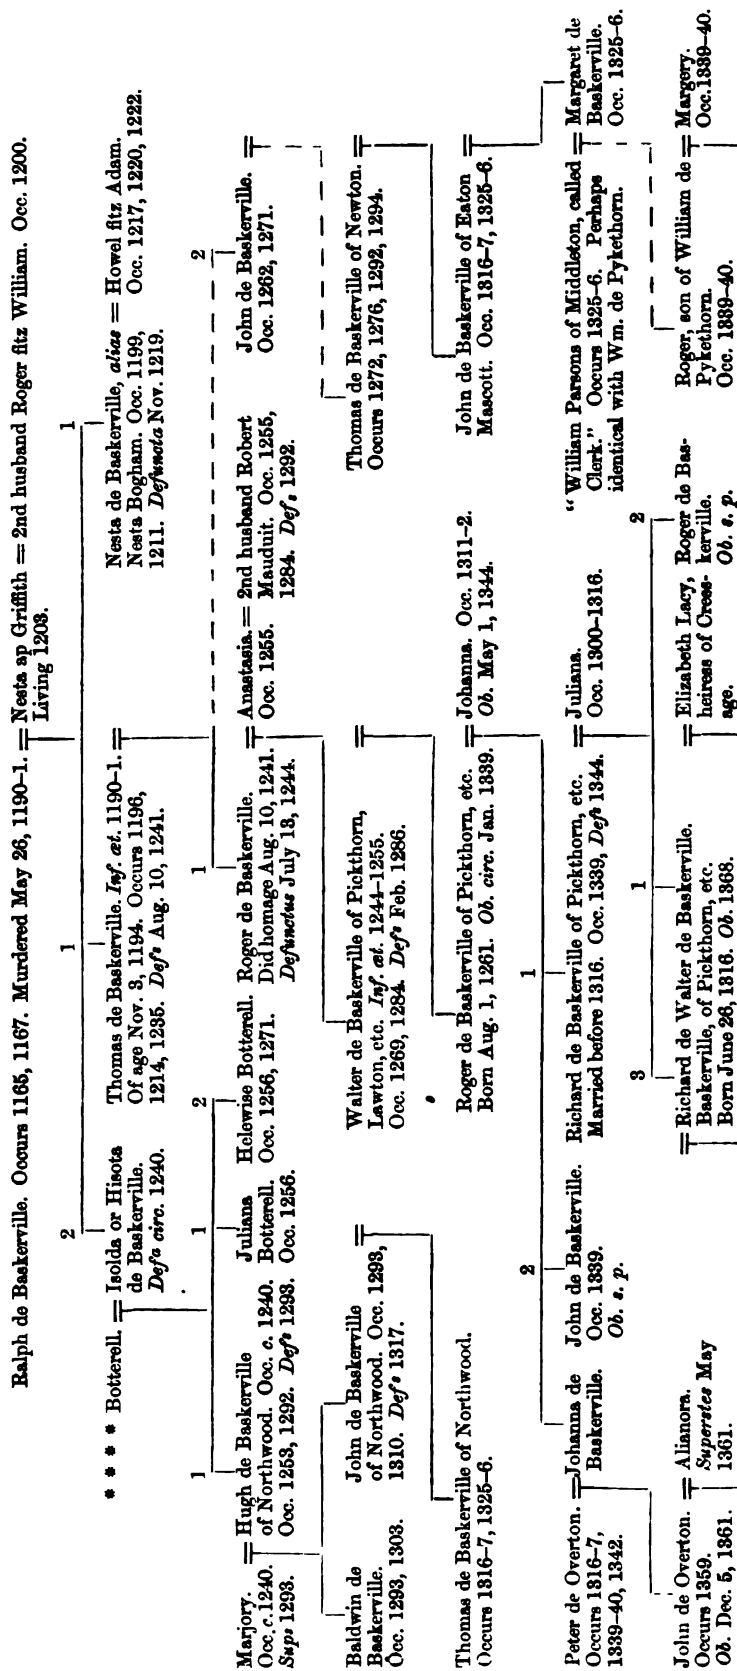 Ralph de Baskerville. Occurs 1165, 1167. Murdered May 26, 1190-1. = Nesta ap Griffith = 2nd husband Roger fitz William. Occ. 1200.
Living 1203.
2
1
1
* * * * Botterell. = Isolda or Hisota
de Baskerville.
Defᵃ circ. 1240.
Thomas de Baskerville. Inf. æt. 1190-1. =
Of age Nov. 3, 1194. Occurs 1196,
1214, 1235. Defˢ Aug. 10, 1241.
Nesta de Baskerville, alias = Howel fitz Adam.
Nesta Bogham. Occ. 1199, Occ. 1217, 1220, 1222.
1211. Defuncta Nov. 1219.
1
1
2
1
2
Marjory. =
Occ. c. 1240.
Supˢ 1293.
Hugh de Baskerville
of Northwood. Occ. c. 1240.
Occ. 1253, 1292. Defˢ 1293.
Juliana
Botterell.
Occ. 1256.
Helewise Botterell.
Occ. 1256, 1271.
Roger de Baskerville. =
Did homage Aug. 10, 1241.
Defunctus July 13, 1244.
Anastasia. = 2nd husband Robert
Occ. 1255. Mauduit. Occ. 1255,
1284. Defˢ 1292.
John de Baskerville. =
Occ. 1262, 1271.
Baldwin de
Baskerville.
Occ. 1293, 1303.
John de Baskerville =
of Northwood. Occ. 1293,
1310. Defˢ 1317.
Walter de Baskerville of Pickthorn, =
Lawton, etc. Inf. æt. 1244-1255.
Occ. 1269, 1284. Defˢ Feb. 1286.
Thomas de Baskerville of Newton. =
Occurs 1272, 1276, 1292, 1294.
Thomas de Baskerville of Northwood.
Occurs 1316-7, 1325-6.
Roger de Baskerville of Pickthorn, etc. =
Born Aug. 1, 1261. Ob. circ. Jan. 1339.
Johanna. Occ. 1311-2.
Ob. May 1, 1344.
John de Baskerville of Eaton =
Mascott. Occ. 1316-7, 1325-6.
2
1
Peter de Overton. =
Occurs 1316-7,
1339-40, 1342.
Johanna de
Baskerville.
John de Baskerville.
Occ. 1339.
Ob. s. p.
Richard de Baskerville of Pickthorn, etc. =
Married before 1316. Occ. 1339, Defˢ 1344.
Juliana.
Occ. 1300-1316.
"William Parsons of Middleton, called =
Clerk." Occurs 1325-6. Perhaps
identical with Wm. de Pykethorn.
Margaret de
Baskerville.
Occ. 1325-6.
3
1
2
John de Overton. =
Occurs 1359.
Ob. Dec. 5, 1361.
Alianora.
Superstes May
1361.
= Richard de Walter de Baskerville. =
Baskerville, of Pickthorn, etc.
Born June 26, 1316. Ob. 1368.
Elizabeth Lacy,
heiress of Cress-
age.
Roger de Bas-
kerville.
Ob. s. p.
Roger, son of William de =
Pykethorn.
Occ. 1339-40.
Margery.
Occ. 1339-40.